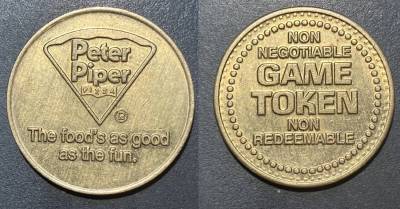 Peter
Piper
PIZZA
®
The food's as good
as the fun.
NON
NEGOTIABLE
GAME
TOKEN
NON
REDEEMABLE